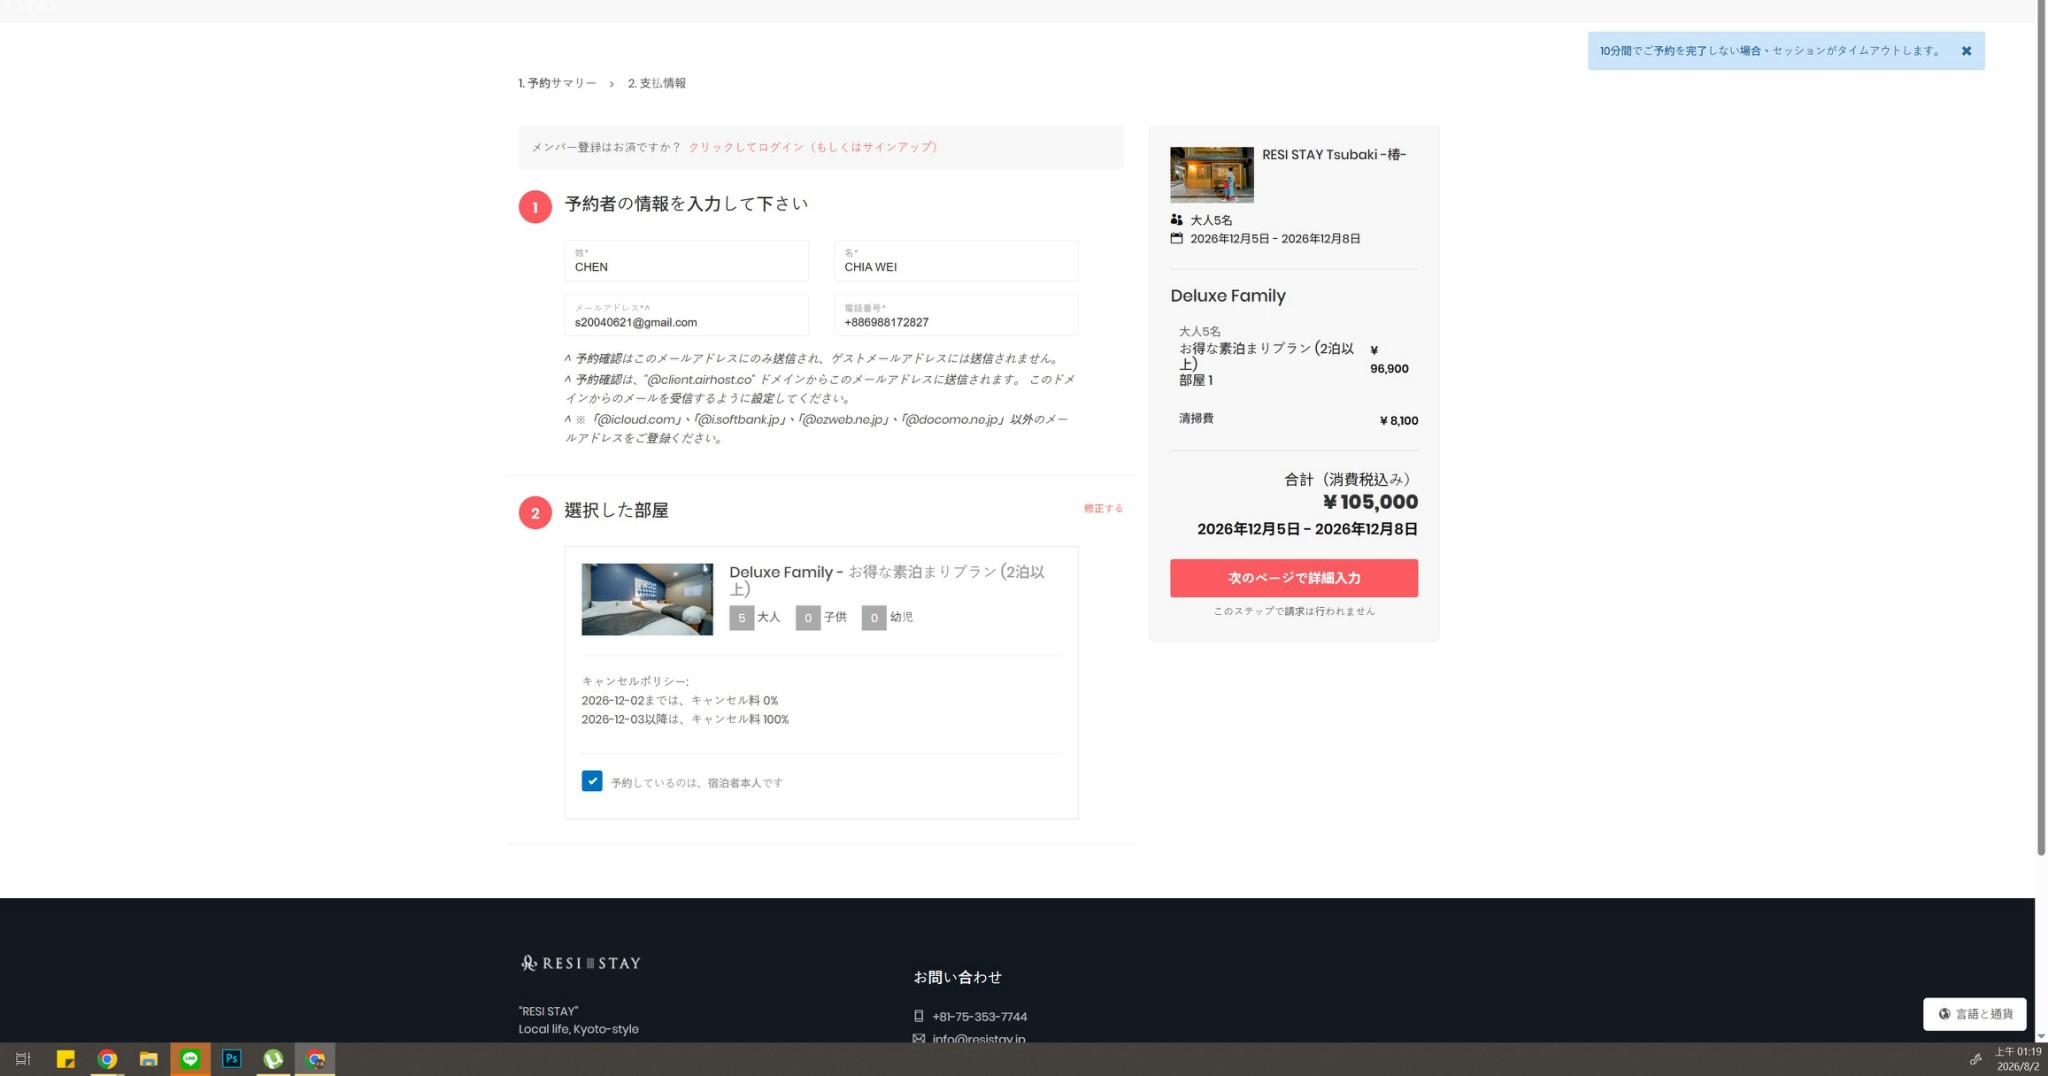 10分間でご予約を完了しない場合、セッションがタイムアウトします。
1. 予約サマリー › 2. 支払情報
メンバー登録はお済ですか？ クリックしてログイン（もしくはサインアップ）
1 予約者の情報を入力して下さい
姓*
CHEN
名*
CHIA WEI
メールアドレス*^
s20040621@gmail.com
電話番号*
+886988172827
^ 予約確認はこのメールアドレスにのみ送信され、ゲストメールアドレスには送信されません。
^ 予約確認は、"@client.airhost.co" ドメインからこのメールアドレスに送信されます。 このドメ
インからのメールを受信するように設定してください。
^ ※「@icloud.com」、「@i.softbank.jp」、「@ezweb.ne.jp」、「@docomo.ne.jp」以外のメー
ルアドレスをご登録ください。
2 選択した部屋
修正する
Deluxe Family - お得な素泊まりプラン (2泊以
上)
5 大人 0 子供 0 幼児
キャンセルポリシー:
2026-12-02までは、キャンセル料 0%
2026-12-03以降は、キャンセル料 100%
予約しているのは、宿泊者本人です
RESI STAY Tsubaki -椿-
大人5名
2026年12月5日 - 2026年12月8日
Deluxe Family
大人5名
お得な素泊まりプラン (2泊以
上)
部屋 1
¥
96,900
清掃費
¥ 8,100
合計（消費税込み）
¥ 105,000
2026年12月5日 - 2026年12月8日
次のページで詳細入力
このステップで請求は行われません
RESI STAY
"RESI STAY"
Local life, Kyoto-style
お問い合わせ
+81-75-353-7744
info@resistay.jp
言語と通貨
Ps
上午 01:19
2026/8/2